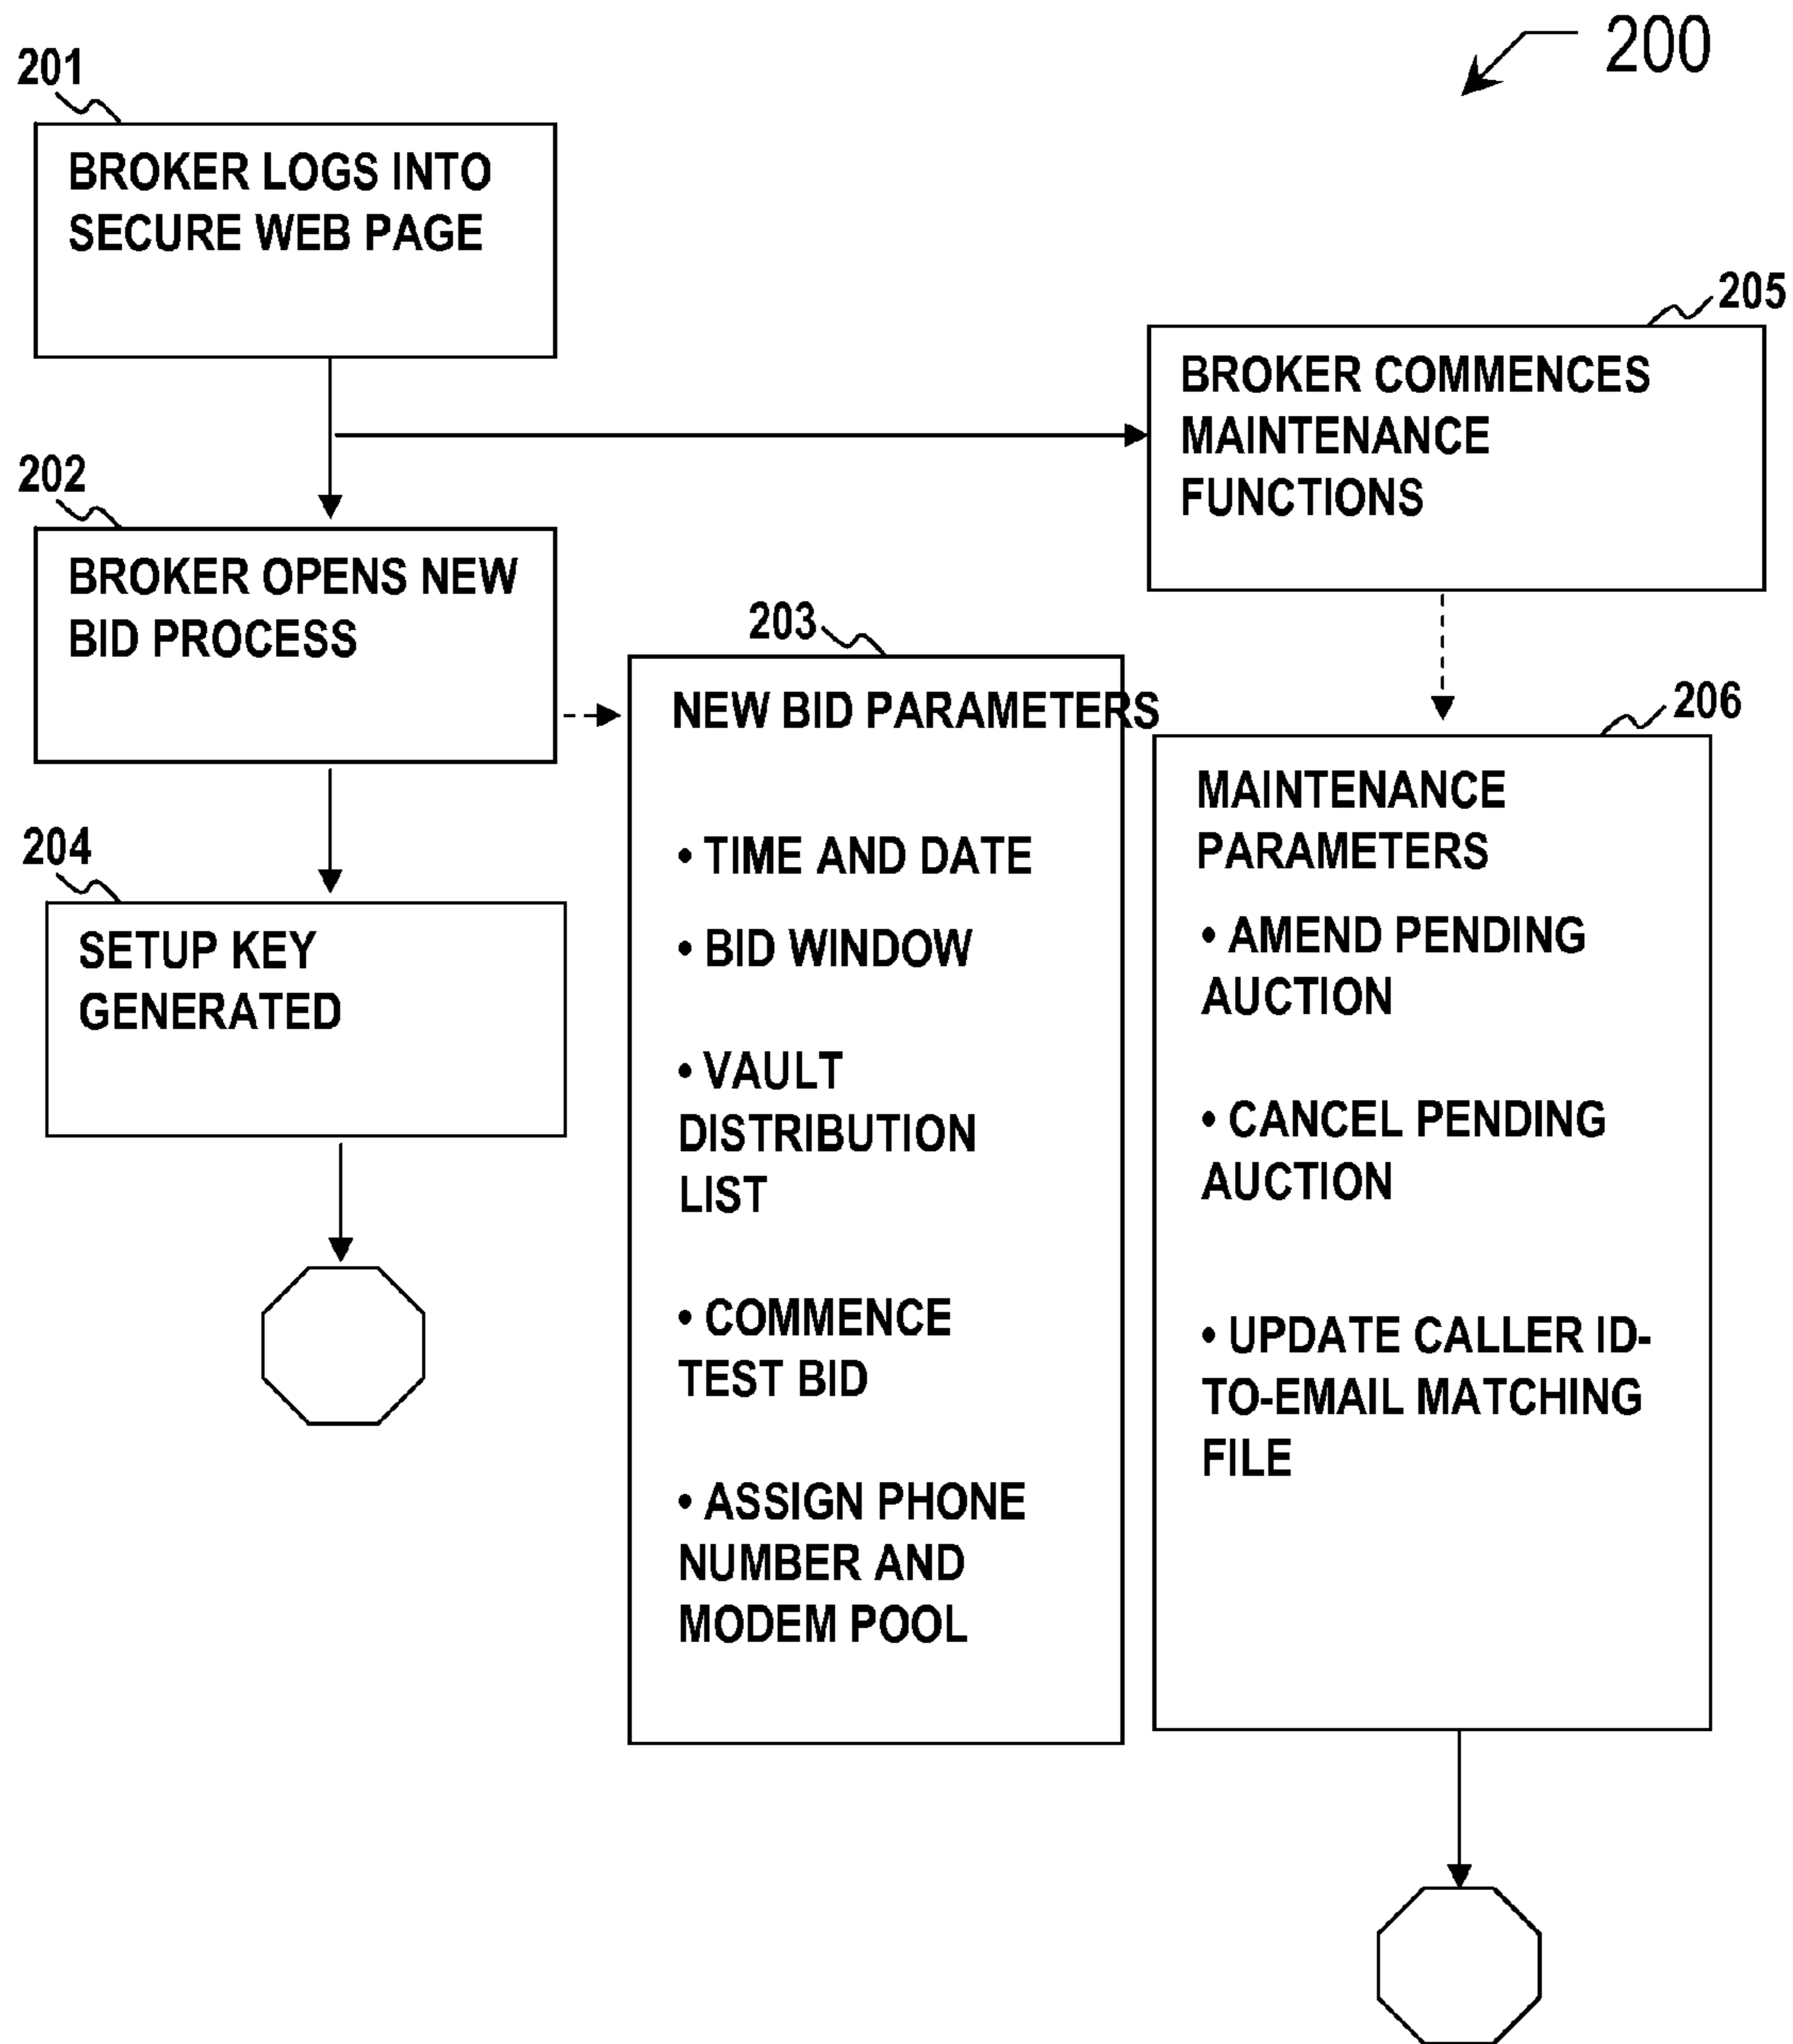 200
201
BROKER LOGS INTO
SECURE WEB PAGE
205
BROKER COMMENCES
MAINTENANCE
FUNCTIONS
202
BROKER OPENS NEW
BID PROCESS
203
NEW BID PARAMETERS
• TIME AND DATE
• BID WINDOW
• VAULT
DISTRIBUTION
LIST
• COMMENCE
TEST BID
• ASSIGN PHONE
NUMBER AND
MODEM POOL
204
SETUP KEY
GENERATED
206
MAINTENANCE
PARAMETERS
• AMEND PENDING
AUCTION
• CANCEL PENDING
AUCTION
• UPDATE CALLER ID-
TO-EMAIL MATCHING
FILE